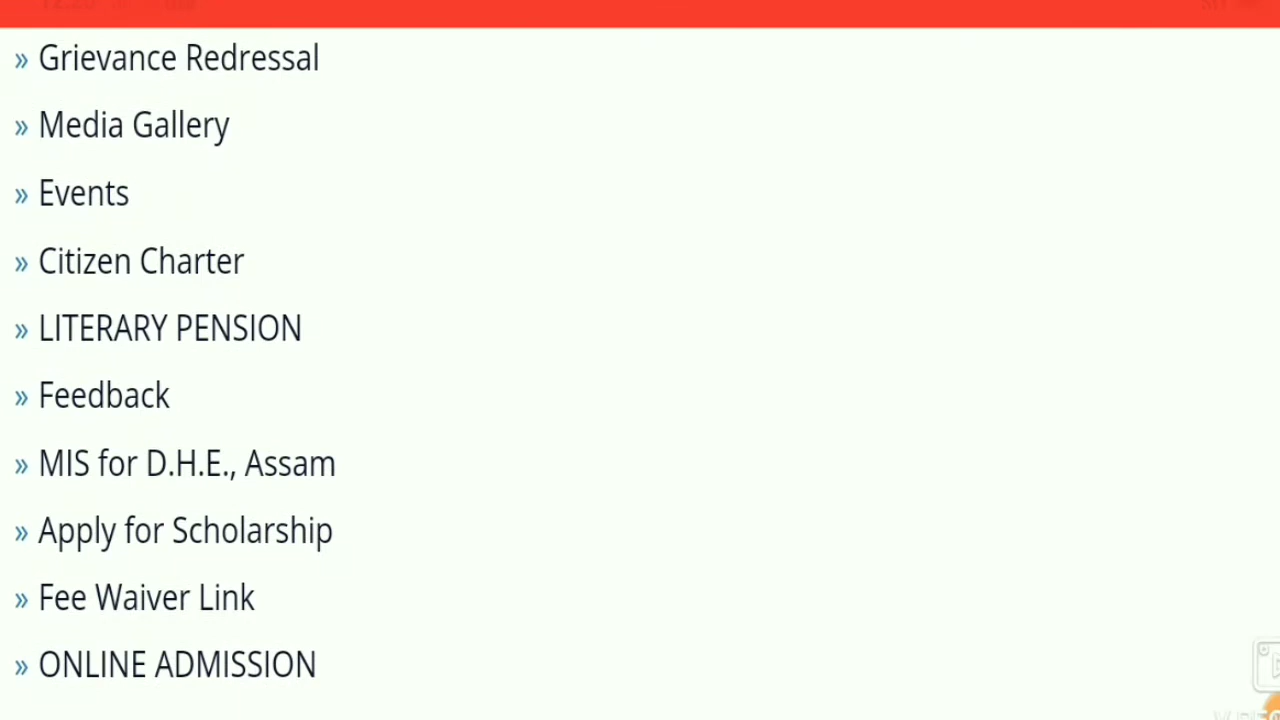 » Grievance Redressal
» Media Gallery
» Events
» Citizen Charter
» LITERARY PENSION
» Feedback
» MIS for D.H.E., Assam
» Apply for Scholarship
» Fee Waiver Link
» ONLINE ADMISSION